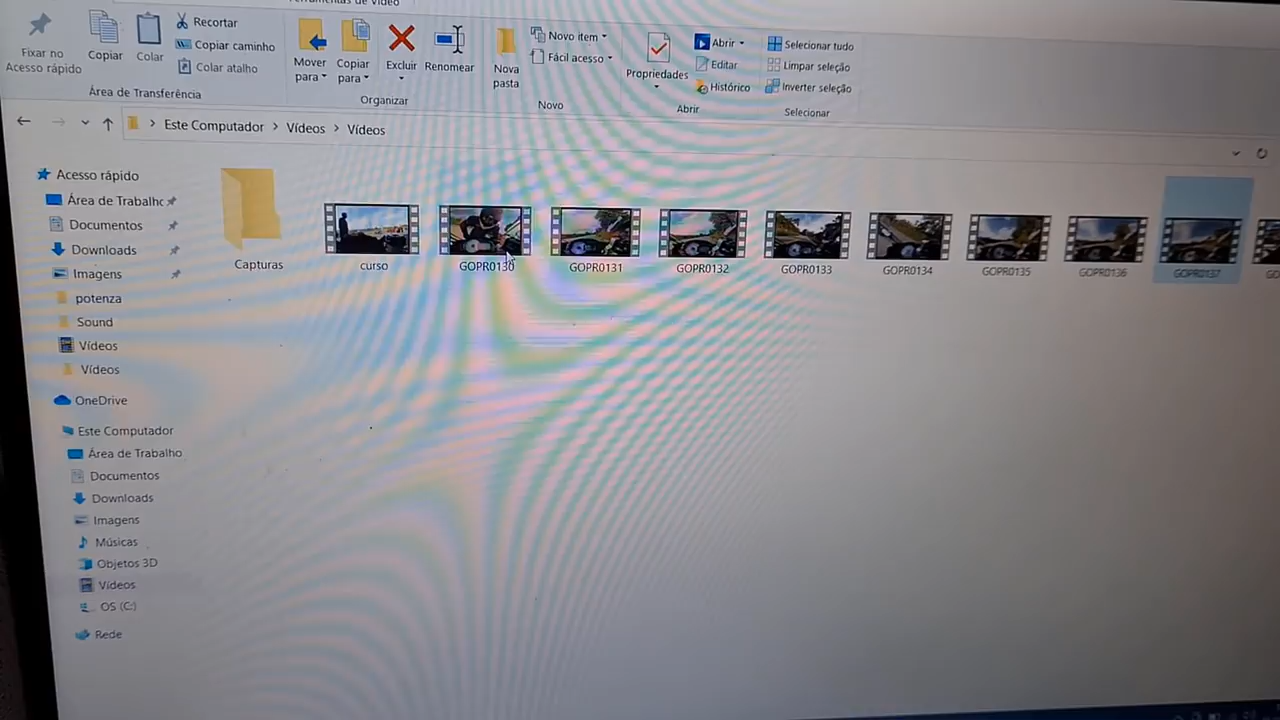 Ferramentas de Vídeo
Fixar no
Acesso rápido
Copiar
Colar
Recortar
Copiar caminho
Colar atalho
Área de Transferência
Mover
para
Copiar
para
Excluir
Renomear
Organizar
Nova
pasta
Novo item
Fácil acesso
Novo
Propriedades
Abrir
Editar
Histórico
Abrir
Selecionar tudo
Limpar seleção
Inverter seleção
Selecionar
Este Computador > Vídeos > Vídeos
Acesso rápido
Área de Trabalho
Documentos
Downloads
Imagens
potenza
Sound
Vídeos
Vídeos
OneDrive
Este Computador
Área de Trabalho
Documentos
Downloads
Imagens
Músicas
Objetos 3D
Vídeos
OS (C:)
Rede
Capturas
curso
GOPR0130
GOPR0131
GOPR0132
GOPR0133
GOPR0134
GOPR0135
GOPR0136
GOPR0137